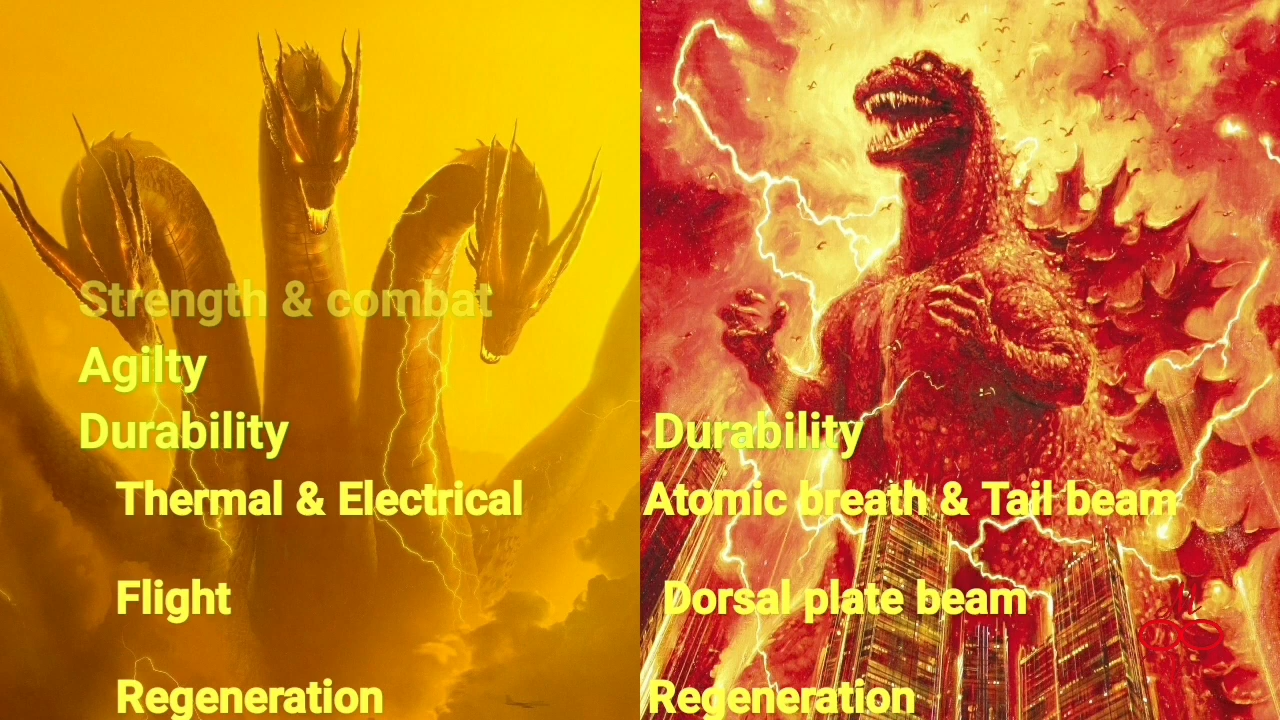 Strength & combat
Agilty
Durability
Thermal & Electrical
Flight
Regeneration
Durability
Atomic breath & Tail beam
Dorsal plate beam
Regeneration